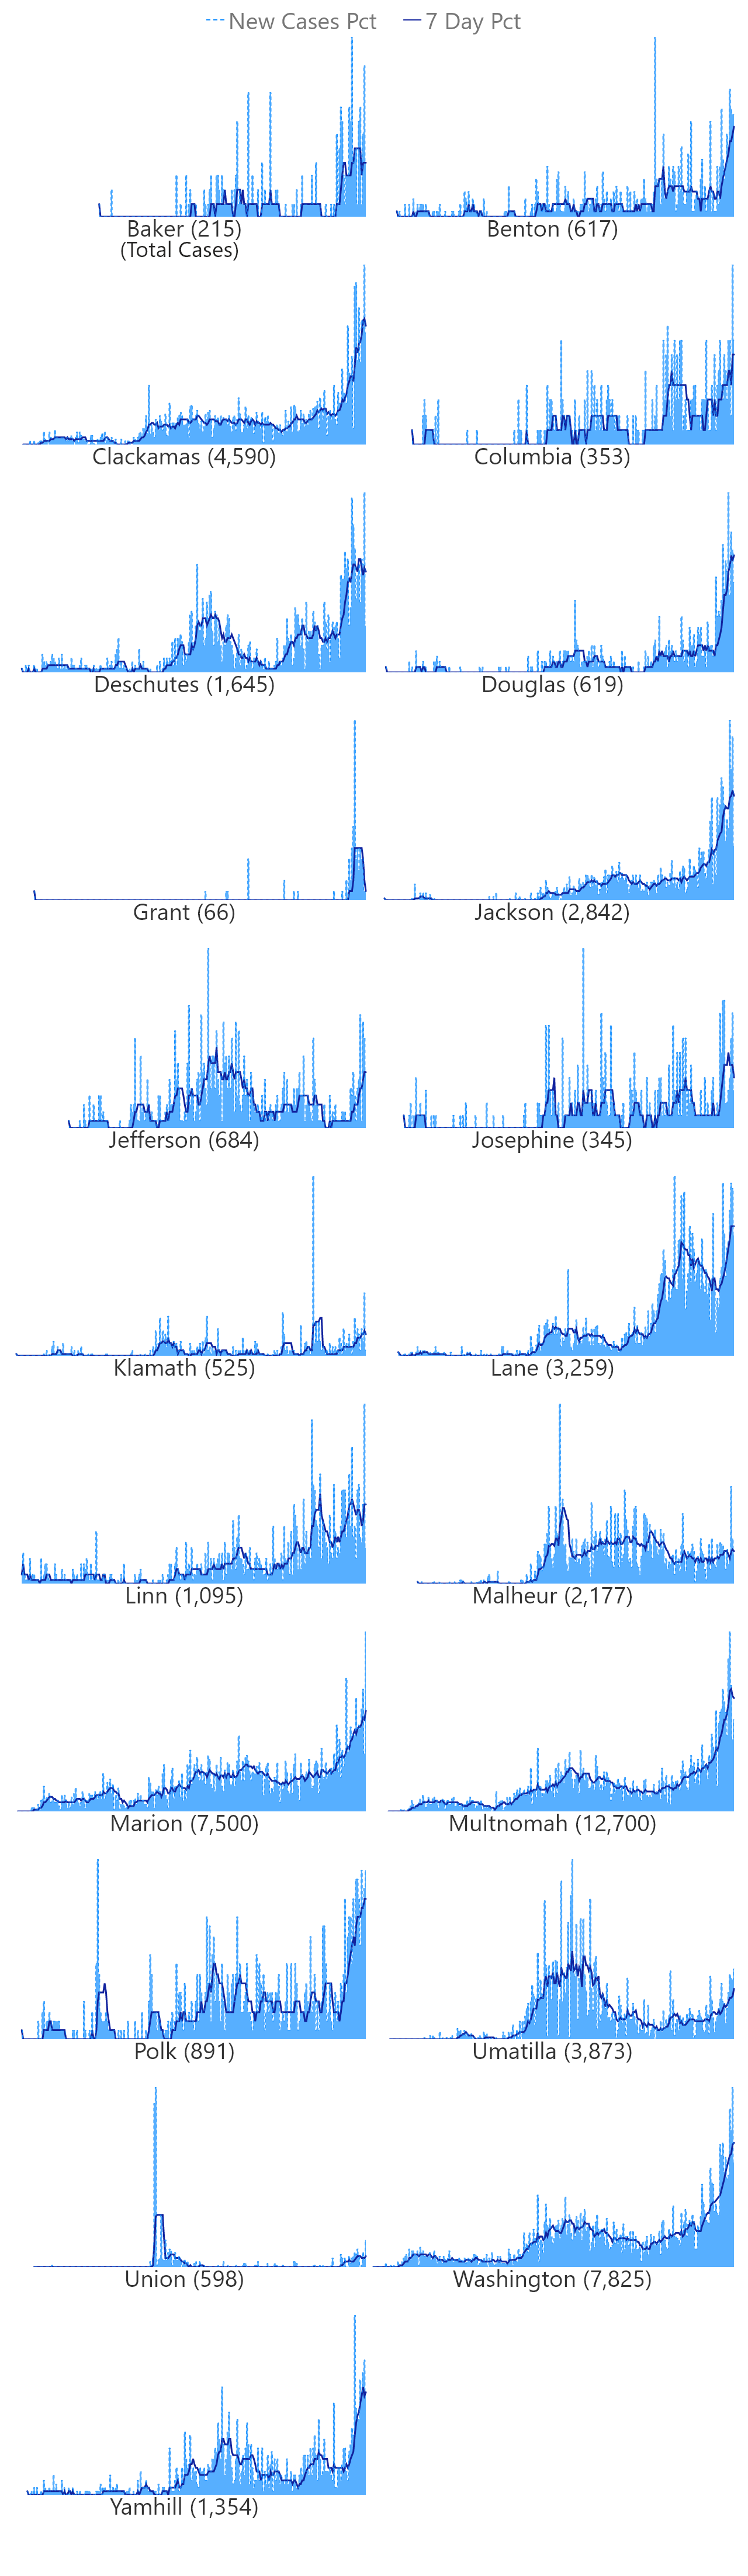 New Cases Pct 7 Day Pct
Baker (215)
(Total Cases)
Benton (617)
Clackamas (4,590)
Columbia (353)
Deschutes (1,645)
Douglas (619)
Grant (66)
Jackson (2,842)
Jefferson (684)
Josephine (345)
Klamath (525)
Lane (3,259)
Linn (1,095)
Malheur (2,177)
Marion (7,500)
Multnomah (12,700)
Polk (891)
Umatilla (3,873)
Union (598)
Washington (7,825)
Yamhill (1,354)